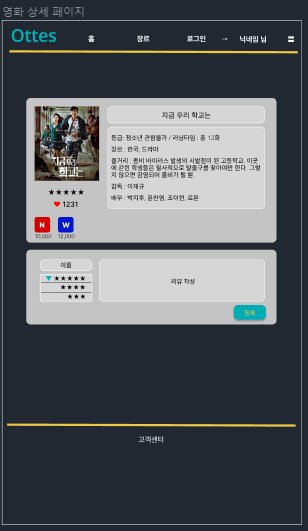 영화 상세 페이지
Ottes 홈 장르 로그인 → 닉네임 님
지금 우리 학교는
등급: 청소년 관람불가 / 러닝타임 : 총 12화
장르 : 한국, 드라마
줄거리 : 좀비 바이러스 발생의 시발점이 된 고등학교. 이곳
에 갇힌 학생들은 필사적으로 탈출구를 찾아야만 한다. 그렇
지 않으면 감염되어 좀비가 될 뿐.
감독 : 이재규
배우 : 박지후, 윤찬영, 조이현, 로몬
지금 우리
학교는
★★★★★
♥ 1231
N W
10,000 12,000
이름
▼ ★★★★★
★★★★
★★★
리뷰 작성
등록
고객센터